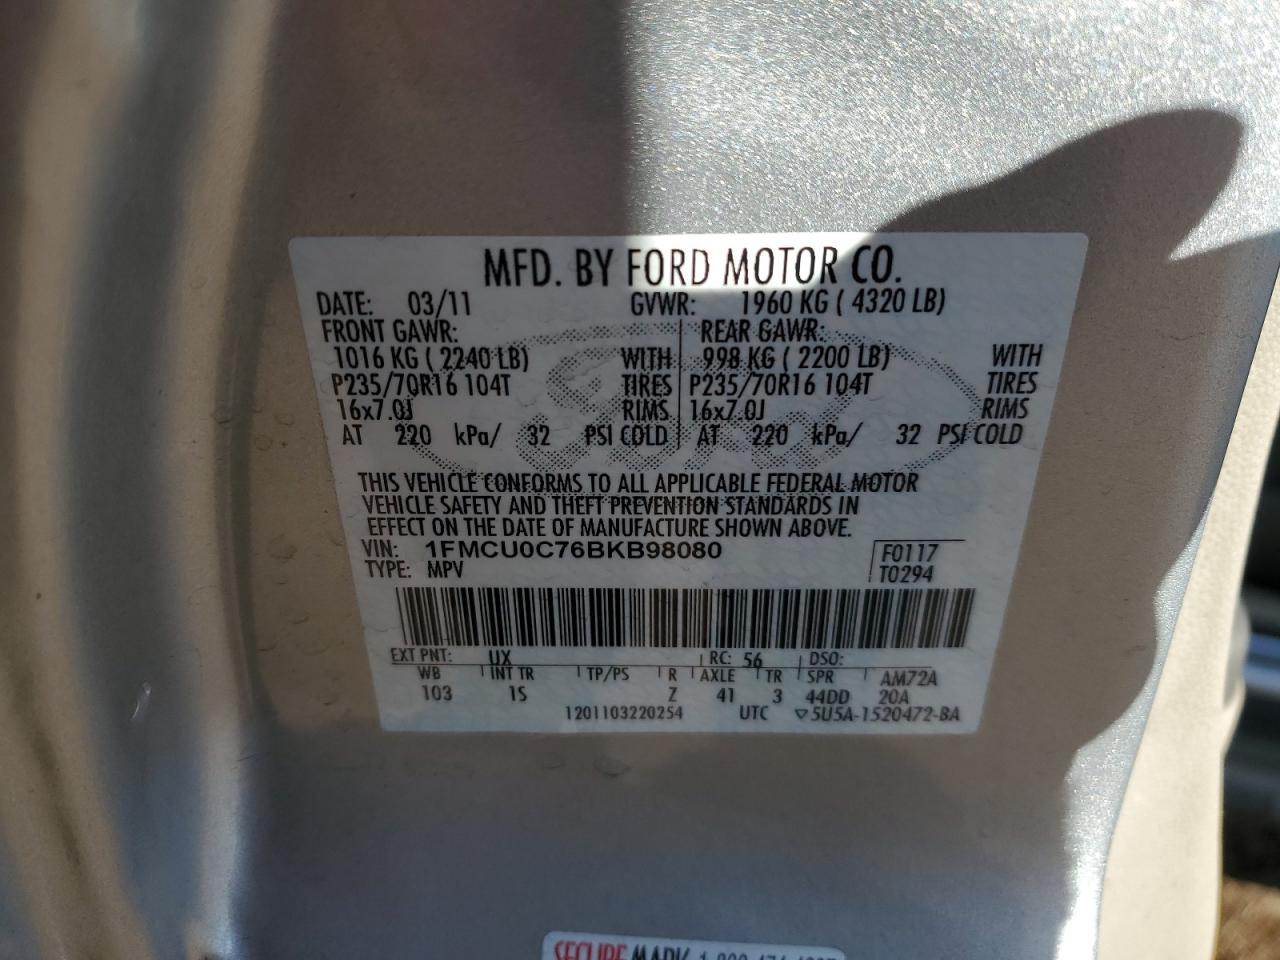 MFD. BY FORD MOTOR CO.
DATE: 03/11 GVWR: 1960 KG ( 4320 LB)
FRONT GAWR: REAR GAWR:
1016 KG ( 2240 LB) WITH 998 KG ( 2200 LB) WITH
P235/70R16 104T TIRES P235/70R16 104T TIRES
16x7.0J RIMS 16x7.0J RIMS
AT 220 kPa/ 32 PSI COLD AT 220 kPa/ 32 PSI COLD
Ford
THIS VEHICLE CONFORMS TO ALL APPLICABLE FEDERAL MOTOR
VEHICLE SAFETY AND THEFT PREVENTION STANDARDS IN
EFFECT ON THE DATE OF MANUFACTURE SHOWN ABOVE.
VIN: 1FMCU0C76BKB98080 F0117
TYPE: MPV T0294
EXT PNT: UX RC: 56 DSO:
WB INT TR TP/PS R AXLE TR SPR AM72A
103 1S Z 41 3 44DD 20A
1201103220254 UTC ▽5U5A-1520472-BA
SECURE MARK